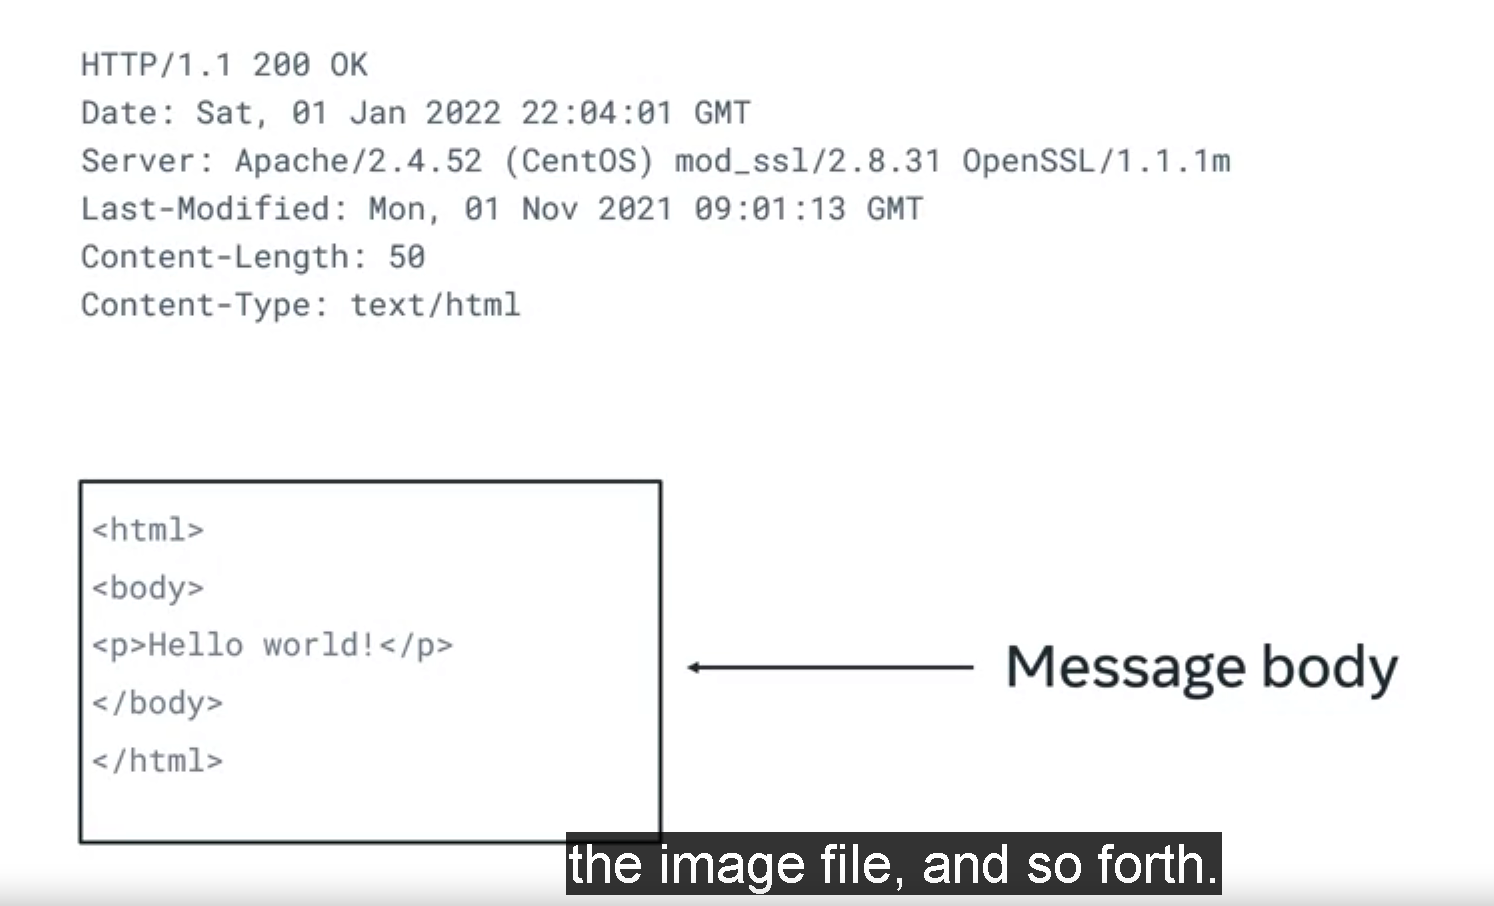 HTTP/1.1 200 OK
Date: Sat, 01 Jan 2022 22:04:01 GMT
Server: Apache/2.4.52 (CentOS) mod_ssl/2.8.31 OpenSSL/1.1.1m
Last-Modified: Mon, 01 Nov 2021 09:01:13 GMT
Content-Length: 50
Content-Type: text/html
<html>
<body>
<p>Hello world!</p>
</body>
</html>
Message body
the image file, and so forth.